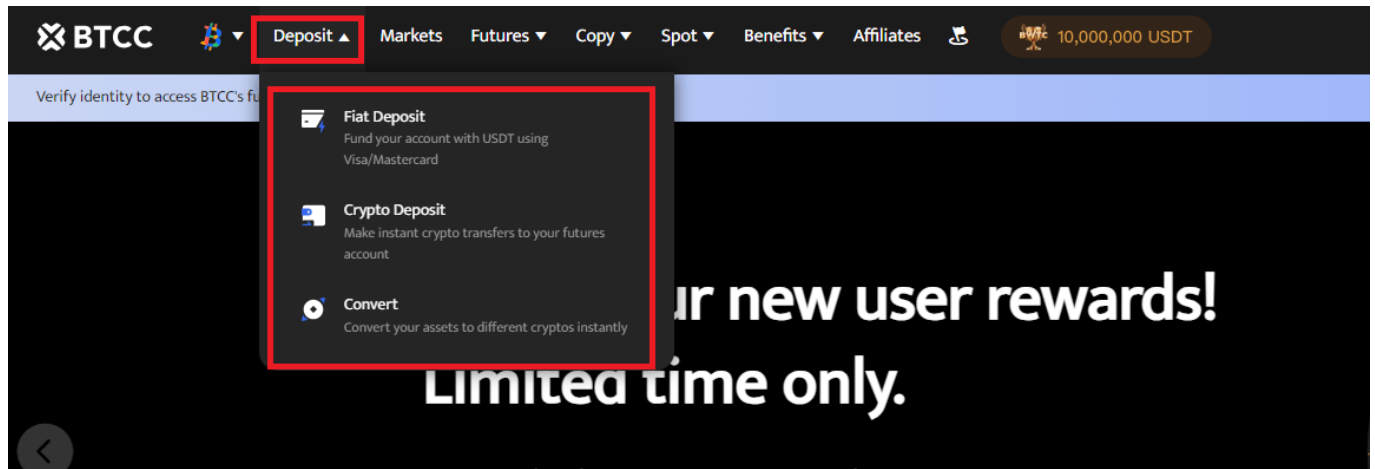 BTCC Deposit Markets Futures Copy Spot Benefits Affiliates 10,000,000 USDT
Verify identity to access BTCC's
Fiat Deposit
Fund your account with USDT using
Visa/Mastercard
Crypto Deposit
Make instant crypto transfers to your futures
account
Convert
Convert your assets to different cryptos instantly
new user rewards!
Limited time only.